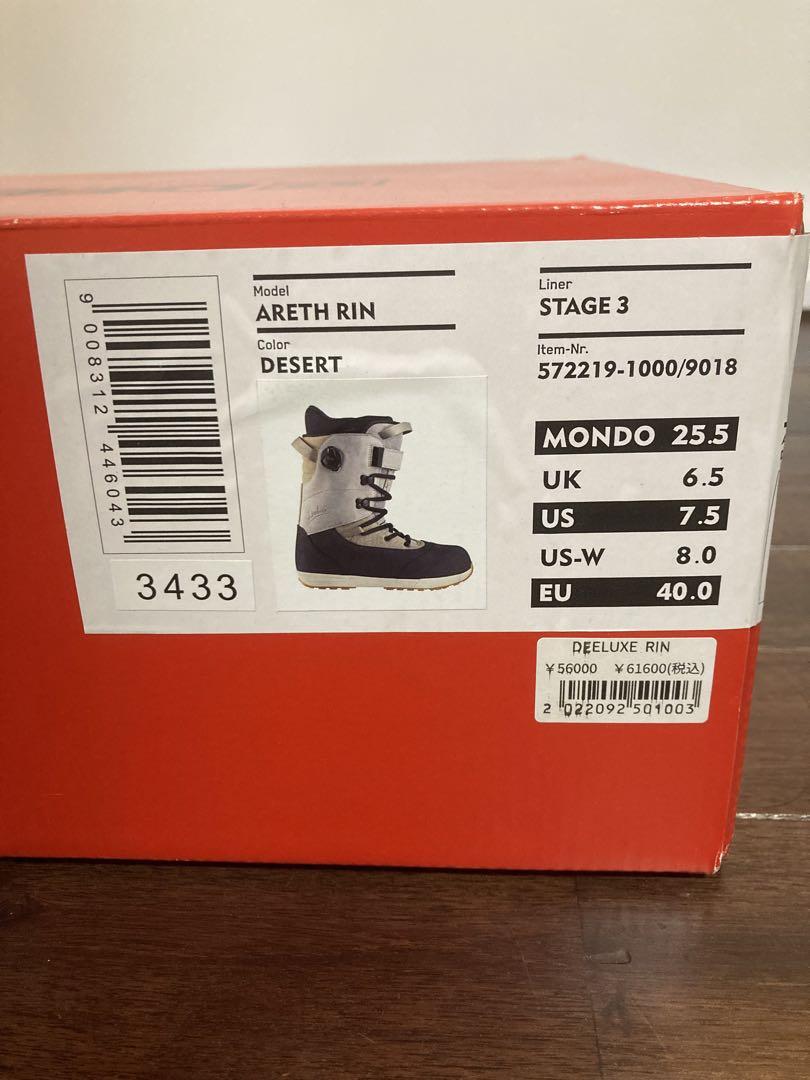 9 008312 446043
3433
Model
ARETH RIN
Color
DESERT
Liner
STAGE 3
Item-Nr.
572219-1000/9018
MONDO 25.5
UK 6.5
US 7.5
US-W 8.0
EU 40.0
DEELUXE RIN
¥56000 ¥61600(税込)
2 022092 501003